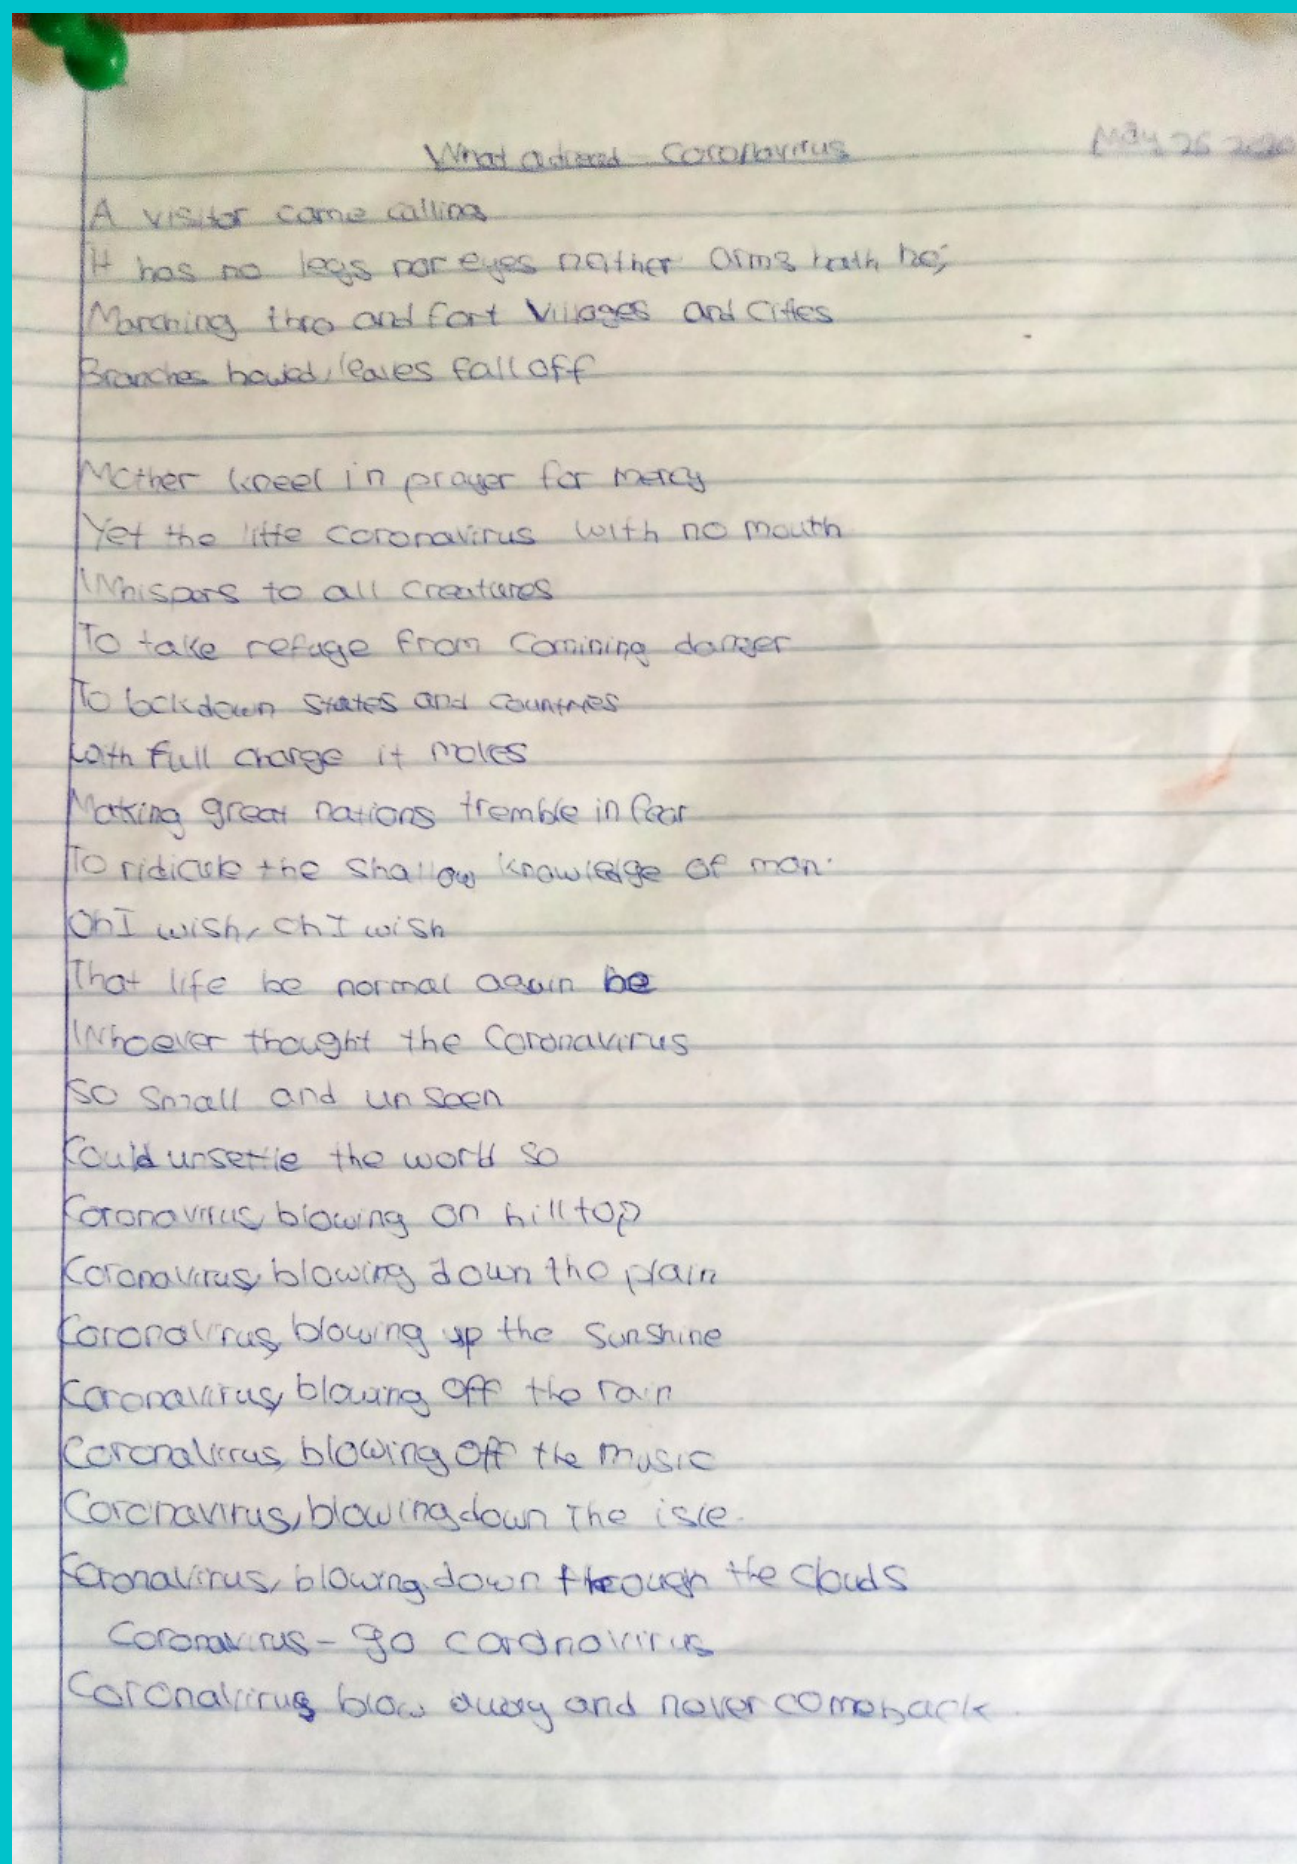 What a dread - Coronavirus
May 26 2020
A visitor came calling
It has no legs nor eyes neither arms hath he;
Marching thro and fort Villages and Cities
Branches bowed, leaves fall off
Mother kneel in prayer for mercy
Yet the litte coronavirus with no mouth
Whispers to all creatures
To take refuge from Comining danger
To lockdown States and Countries
With full charge it moves
Making great nations tremble in fear
To ridicule the Shallow knowledge of man.
Oh I wish, oh I wish
That life be normal again be
Whoever thought the Coronavirus
So Small and un seen
Could unsettle the world so
Coronavirus, blowing on hill top
Coronavirus, blowing down the plain
Coronavirus, blowing up the Sunshine
Coronavirus, blowing off the rain
Coronavirus, blowing off the music
Coronavirus, blowing down The isle.
Coronavirus, blowing down through the clouds
Coronavirus - go coronavirus
Coronavirus blow away and never comeback.